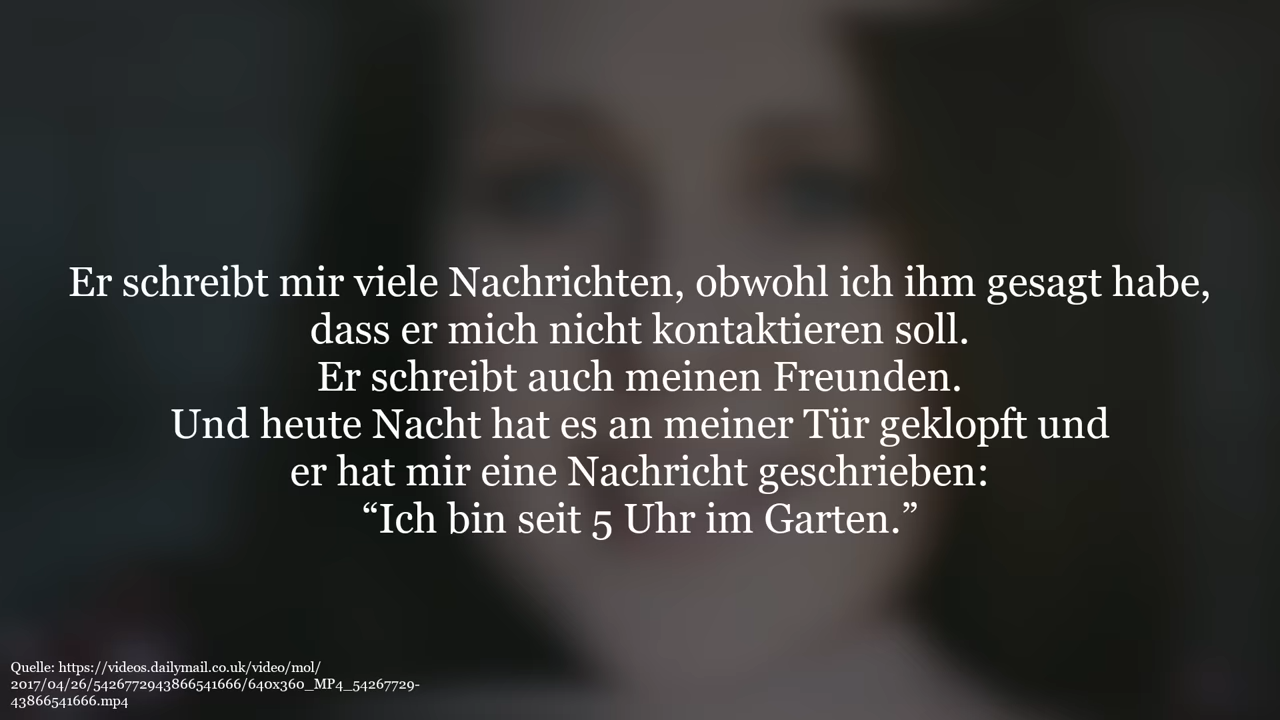 Er schreibt mir viele Nachrichten, obwohl ich ihm gesagt habe,
dass er mich nicht kontaktieren soll.
Er schreibt auch meinen Freunden.
Und heute Nacht hat es an meiner Tür geklopft und
er hat mir eine Nachricht geschrieben:
“Ich bin seit 5 Uhr im Garten.”
Quelle: https://videos.dailymail.co.uk/video/mol/
2017/04/26/5426772943866541666/640x360_MP4_54267729-
43866541666.mp4